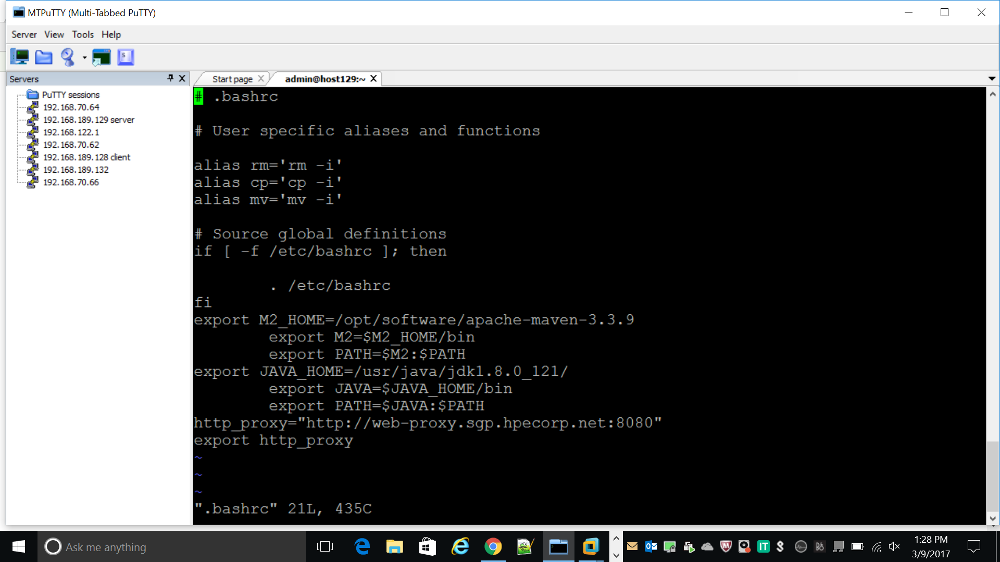 MTPuTTY (Multi-Tabbed PuTTY)
Server View Tools Help
Servers
PuTTY sessions
192.168.70.64
192.168.189.129 server
192.168.122.1
192.168.70.62
192.168.189.128 client
192.168.189.132
192.168.70.66
Start page
admin@host129:~
# .bashrc
# User specific aliases and functions
alias rm='rm -i'
alias cp='cp -i'
alias mv='mv -i'
# Source global definitions
if [ -f /etc/bashrc ]; then
        . /etc/bashrc
fi
export M2_HOME=/opt/software/apache-maven-3.3.9
        export M2=$M2_HOME/bin
        export PATH=$M2:$PATH
export JAVA_HOME=/usr/java/jdk1.8.0_121/
        export JAVA=$JAVA_HOME/bin
        export PATH=$JAVA:$PATH
http_proxy="http://web-proxy.sgp.hpecorp.net:8080"
export http_proxy
~
~
~
".bashrc" 21L, 435C
Ask me anything
IT
1:28 PM
3/9/2017